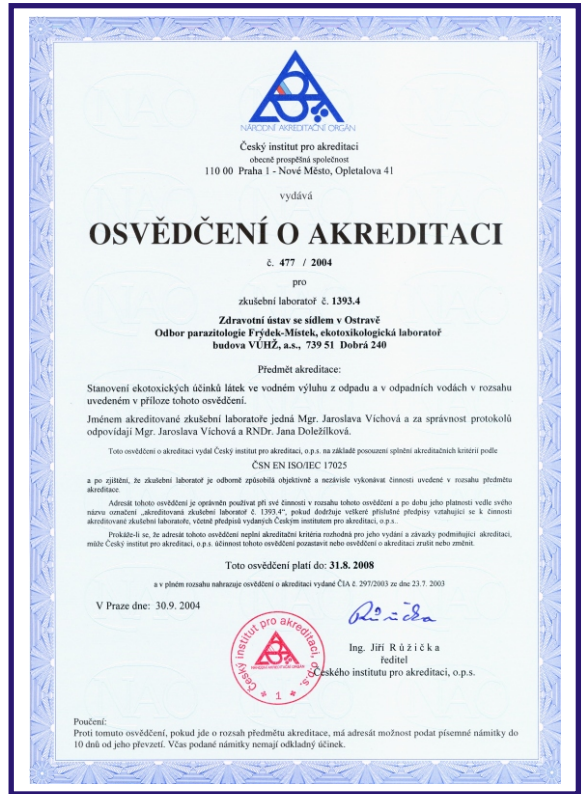 NÁRODNÍ AKREDITAČNÍ ORGÁN
Český institut pro akreditaci
obecně prospěšná společnost
110 00 Praha 1 - Nové Město, Opletalova 41
vydává
OSVĚDČENÍ O AKREDITACI
č. 477 / 2004
pro
zkušební laboratoř č. 1393.4
Zdravotní ústav se sídlem v Ostravě
Odbor parazitologie Frýdek-Místek, ekotoxikologická laboratoř
budova VÚHŽ, a.s., 739 51 Dobrá 240
Předmět akreditace:
Stanovení ekotoxických účinků látek ve vodném výluhu z odpadu a v odpadních vodách v rozsahu
uvedeném v příloze tohoto osvědčení.
Jménem akreditované zkušební laboratoře jedná Mgr. Jaroslava Víchová a za správnost protokolů
odpovídají Mgr. Jaroslava Víchová a RNDr. Jana Doležílková.
Toto osvědčení o akreditaci vydal Český institut pro akreditaci, o.p.s. na základě posouzení splnění akreditačních kritérií podle
ČSN EN ISO/IEC 17025
a po zjištění, že zkušební laboratoř je odborně způsobilá objektivně a nezávisle vykonávat činnosti uvedené v rozsahu předmětu
akreditace.
Adresát tohoto osvědčení je oprávněn používat při své činnosti v rozsahu tohoto osvědčení a po dobu jeho platnosti vedle svého
názvu označení „akreditovaná zkušební laboratoř č. 1393.4“, pokud dodržuje veškeré příslušné předpisy vztahující se k činnosti
akreditované zkušební laboratoře, včetně předpisů vydaných Českým institutem pro akreditaci, o.p.s..
Prokáže-li se, že adresát tohoto osvědčení neplní akreditační kritéria rozhodná pro jeho vydání a závazky podmiňující akreditaci,
může Český institut pro akreditaci, o.p.s. účinnost tohoto osvědčení pozastavit nebo osvědčení o akreditaci zrušit nebo změnit.
Toto osvědčení platí do: 31.8. 2008
a v plném rozsahu nahrazuje osvědčení o akreditaci vydané ČIA č. 297/2003 ze dne 23.7. 2003
V Praze dne: 30.9. 2004
Růžička
Český institut pro akreditaci, o.p.s.
NÁRODNÍ AKREDITAČNÍ ORGÁN
* 1 *
Ing. Jiří Růžička
ředitel
Českého institutu pro akreditaci, o.p.s.
Poučení:
Proti tomuto osvědčení, pokud jde o rozsah předmětu akreditace, má adresát možnost podat písemné námitky do
10 dnů od jeho převzetí. Včas podané námitky nemají odkladný účinek.